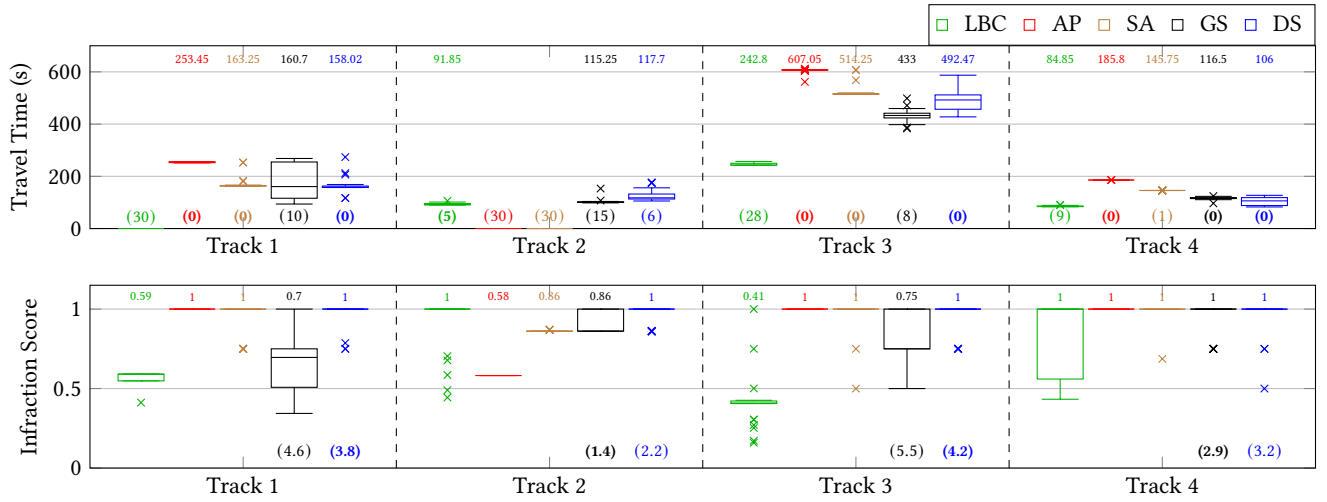 LBC AP SA GS DS
Travel Time (s)
600
400
200
0
253.45 163.25 160.7 158.02 91.85 115.25 117.7 242.8 607.05 514.25 433 492.47 84.85 185.8 145.75 116.5 106
(30) (0) (0) (10) (0) (5) (30) (30) (15) (6) (28) (0) (0) (8) (0) (9) (0) (1) (0) (0)
Track 1 Track 2 Track 3 Track 4
Infraction Score
1
0.5
0
0.59 1 1 0.7 1 1 0.58 0.86 0.86 1 0.41 1 1 0.75 1 1 1 1 1 1
(4.6) (3.8) (1.4) (2.2) (5.5) (4.2) (2.9) (3.2)
Track 1 Track 2 Track 3 Track 4